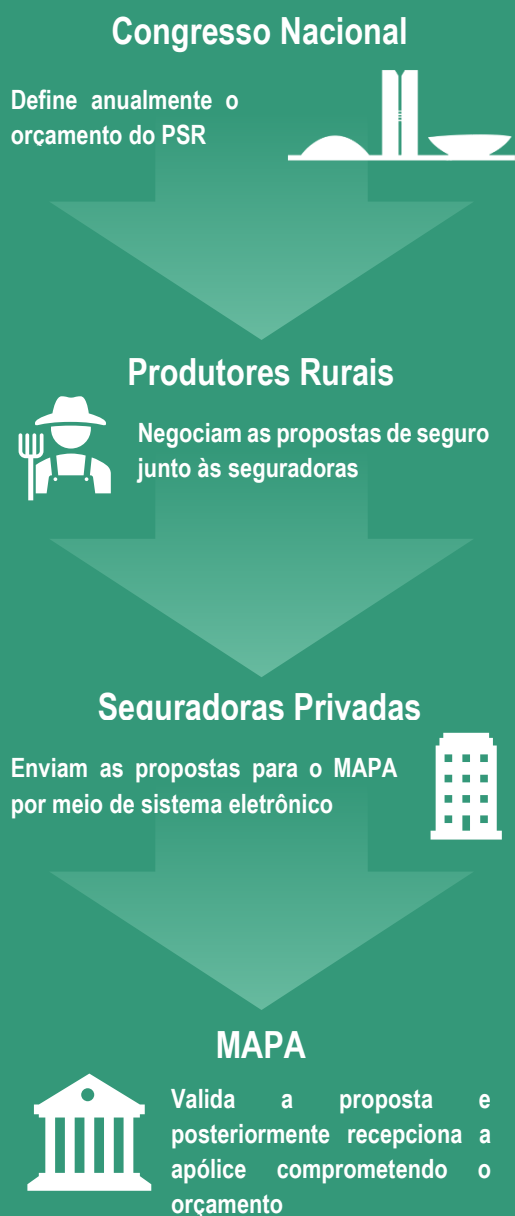 Congresso Nacional
Define anualmente o
orçamento do PSR
Produtores Rurais
Negociam as propostas de seguro
junto às seguradoras
Seguradoras Privadas
Enviam as propostas para o MAPA
por meio de sistema eletrônico
MAPA
Valida a proposta e
posteriormente recepciona a
apólice comprometendo o
orçamento